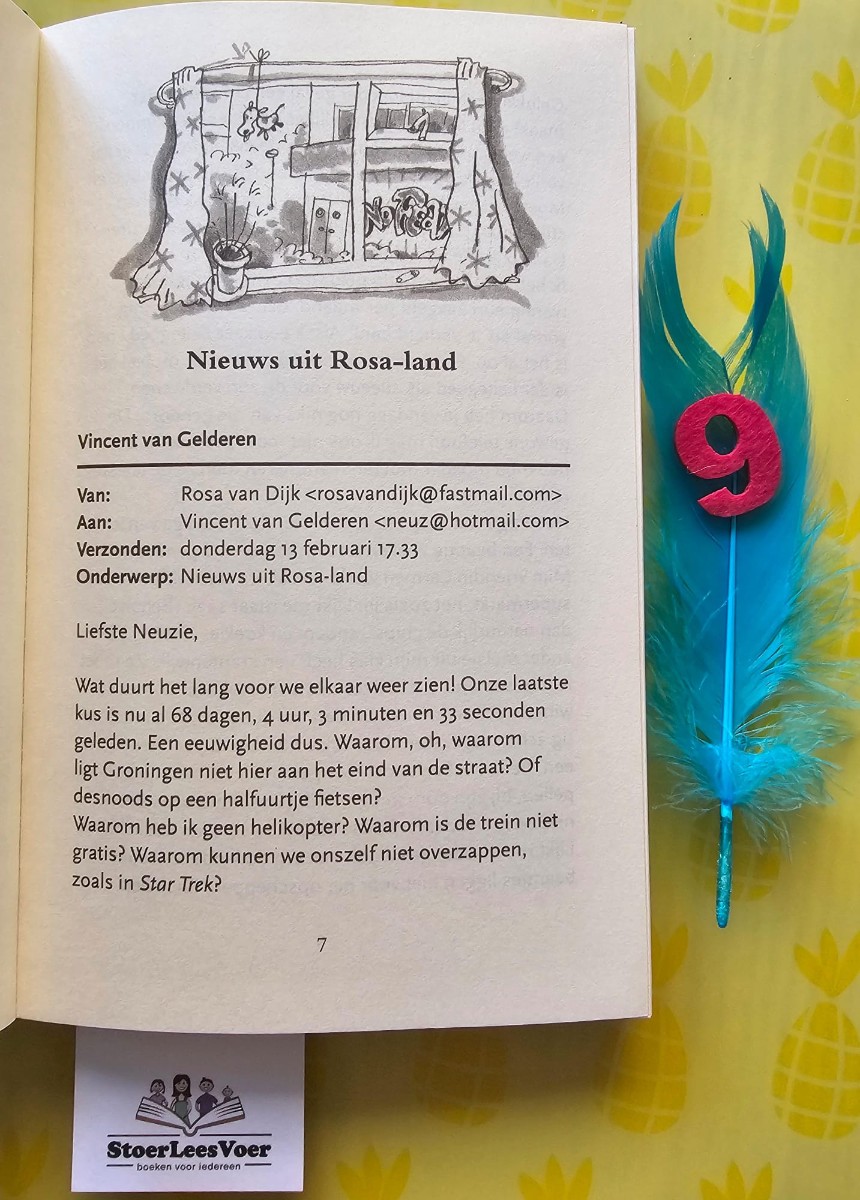 Nieuws uit Rosa-land
Vincent van Gelderen
Van: Rosa van Dijk <rosavandijk@fastmail.com>
Aan: Vincent van Gelderen <neuz@hotmail.com>
Verzonden: donderdag 13 februari 17.33
Onderwerp: Nieuws uit Rosa-land
Liefste Neuzie,
Wat duurt het lang voor we elkaar weer zien! Onze laatste
kus is nu al 68 dagen, 4 uur, 3 minuten en 33 seconden
geleden. Een eeuwigheid dus. Waarom, oh, waarom
ligt Groningen niet hier aan het eind van de straat? Of
desnoods op een halfuurtje fietsen?
Waarom heb ik geen helikopter? Waarom is de trein niet
gratis? Waarom kunnen we onszelf niet overzappen,
zoals in Star Trek?
7
9
StoerLeesVoer
boeken voor iedereen